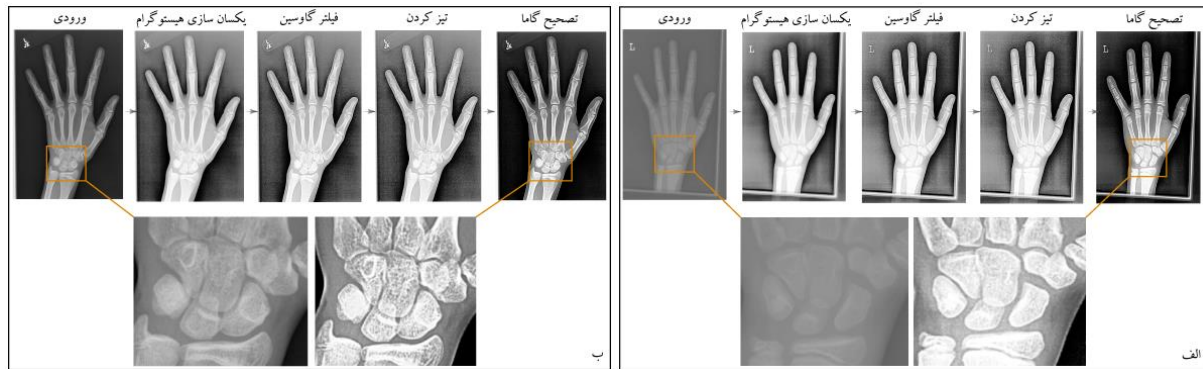 ورودی یکسان سازی هیستوگرام فیلتر گاوسین تیز کردن تصحیح گاما
L L L L L
الف
ورودی یکسان سازی هیستوگرام فیلتر گاوسین تیز کردن تصحیح گاما
ب